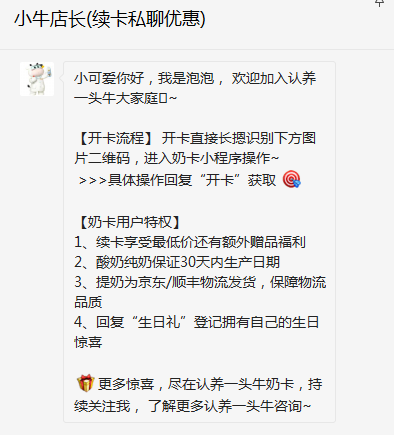 小牛店长(续卡私聊优惠)
小可爱你好，我是泡泡， 欢迎加入认养
一头牛大家庭~
【开卡流程】 开卡直接长摁识别下方图
片二维码，进入奶卡小程序操作~
>>>具体操作回复“开卡”获取
【奶卡用户特权】
1、续卡享受最低价还有额外赠品福利
2、酸奶纯奶保证30天内生产日期
3、提奶为京东/顺丰物流发货，保障物流
品质
4、回复“生日礼”登记拥有自己的生日
惊喜
更多惊喜，尽在认养一头牛奶卡，持
续关注我， 了解更多认养一头牛咨询~